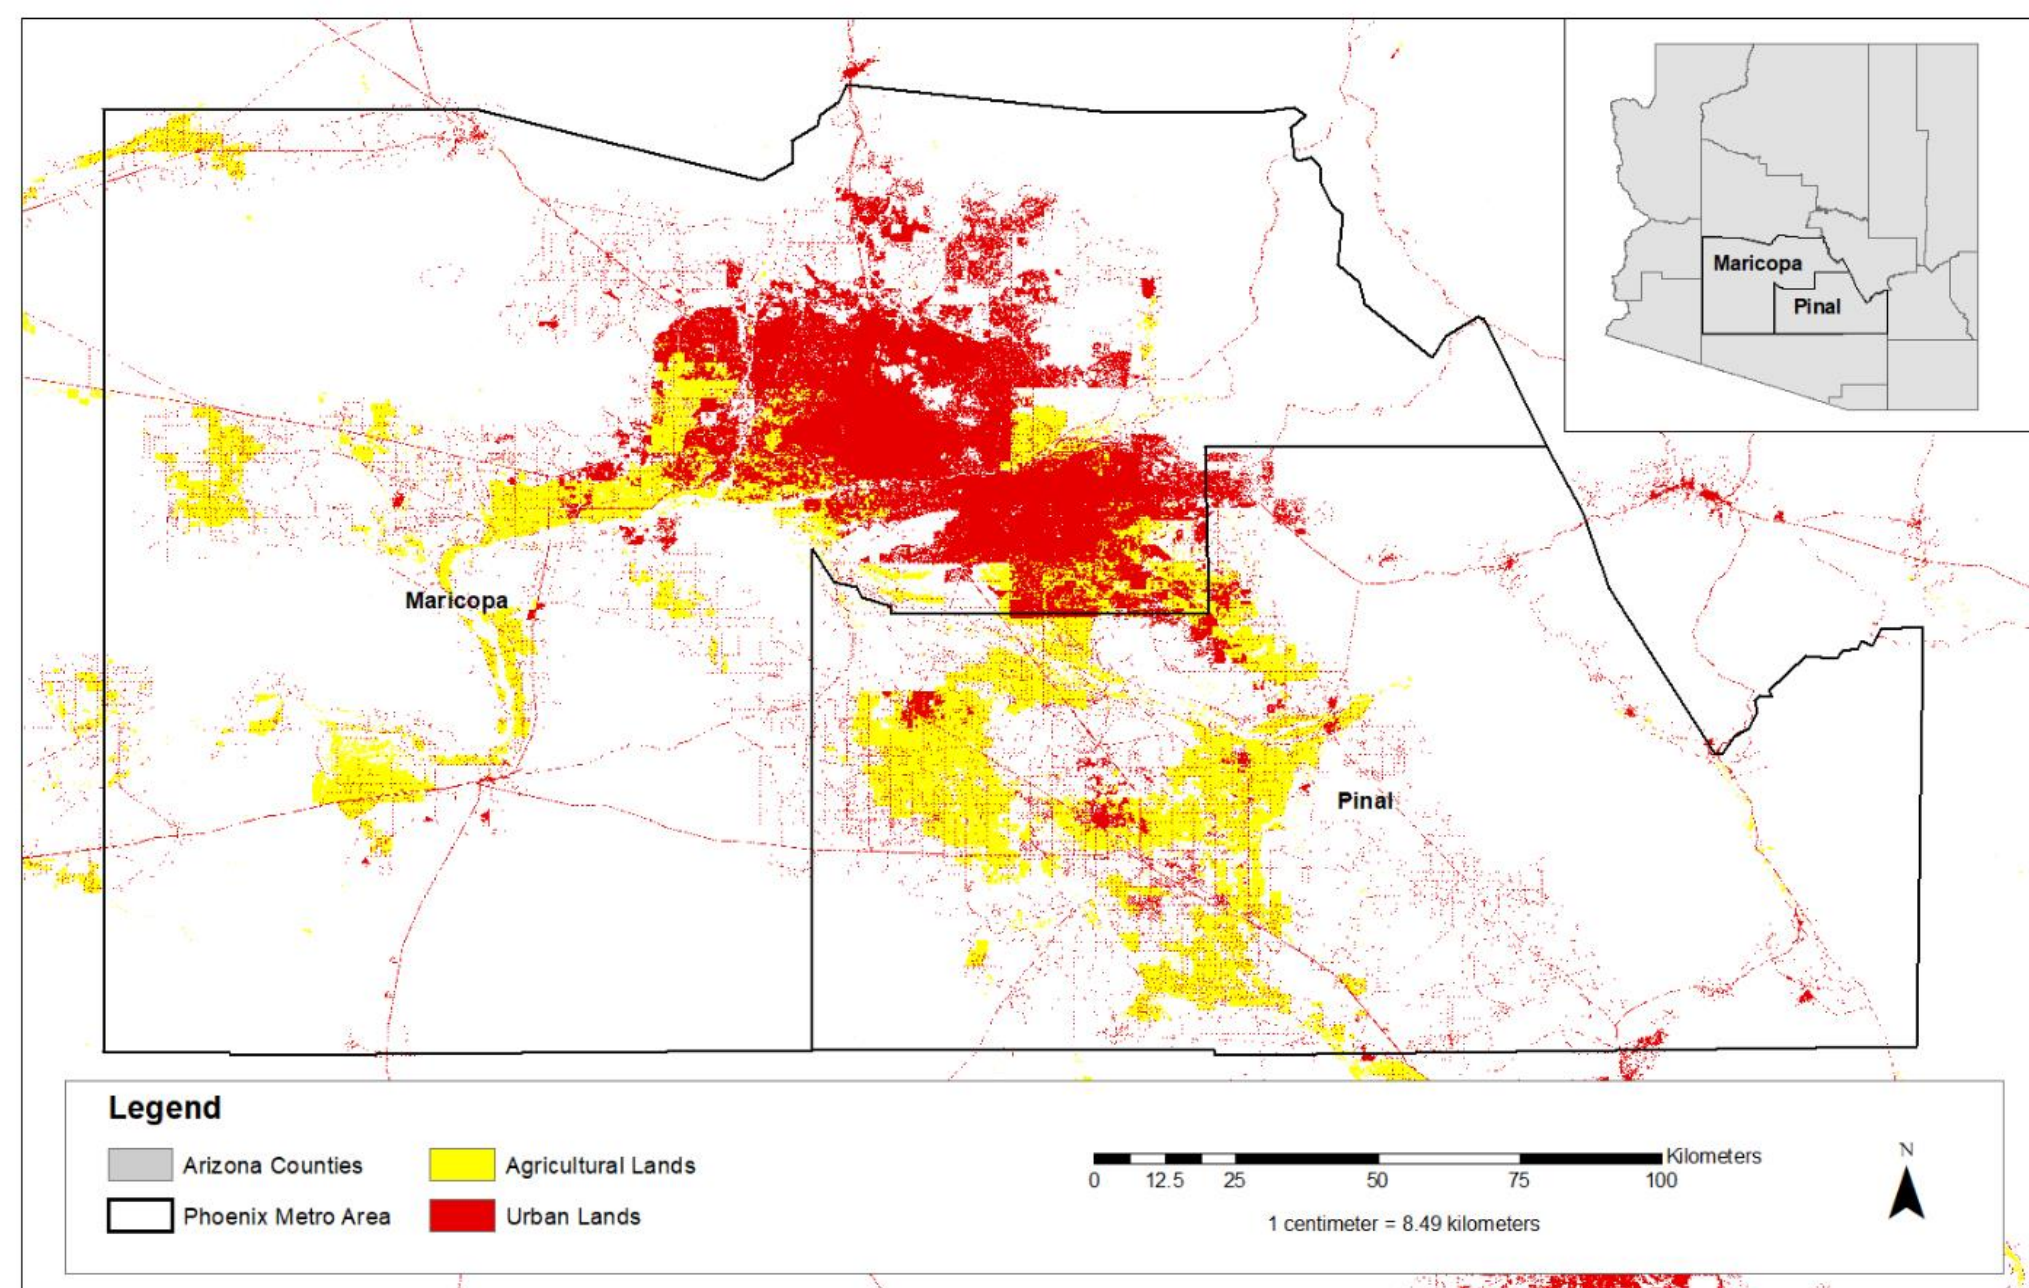 Maricopa
Pinal
Maricopa
Pinal
Legend
Arizona Counties
Agricultural Lands
Phoenix Metro Area
Urban Lands
Kilometers
0 12.5 25 50 75 100
1 centimeter = 8.49 kilometers
N